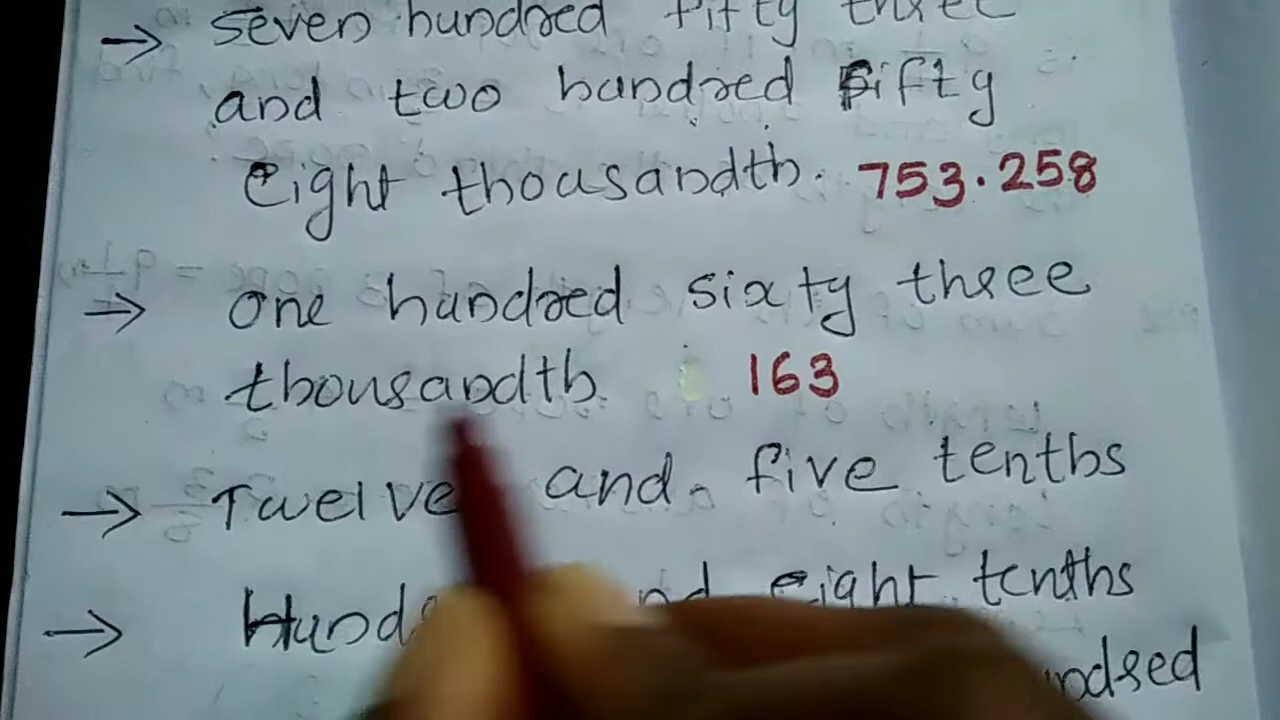 → seven hundred fifty three
and two hundred fifty
eight thousandth. 753.258
→ one hundred sixty three
thousandth. 163
→ Twelve and five tenths
→ eight tenths